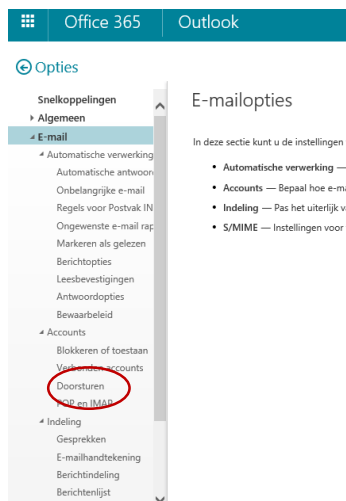 Office 365 Outlook
Opties
Snelkoppelingen
Algemeen
E-mail
Automatische verwerking
Automatische antwoor
Onbelangrijke e-mail
Regels voor Postvak IN
Ongewenste e-mail rap
Markeren als gelezen
Berichtopties
Leesbevestigingen
Antwoordopties
Bewaarbeleid
Accounts
Blokkeren of toestaan
Verbonden accounts
Doorsturen
POP en IMAP
Indeling
Gesprekken
E-mailhandtekening
Berichtindeling
Berichtenlijst
E-mailopties
In deze sectie kunt u de instellingen
• Automatische verwerking —
• Accounts — Bepaal hoe e-ma
• Indeling — Pas het uiterlijk v
• S/MIME — Instellingen voor